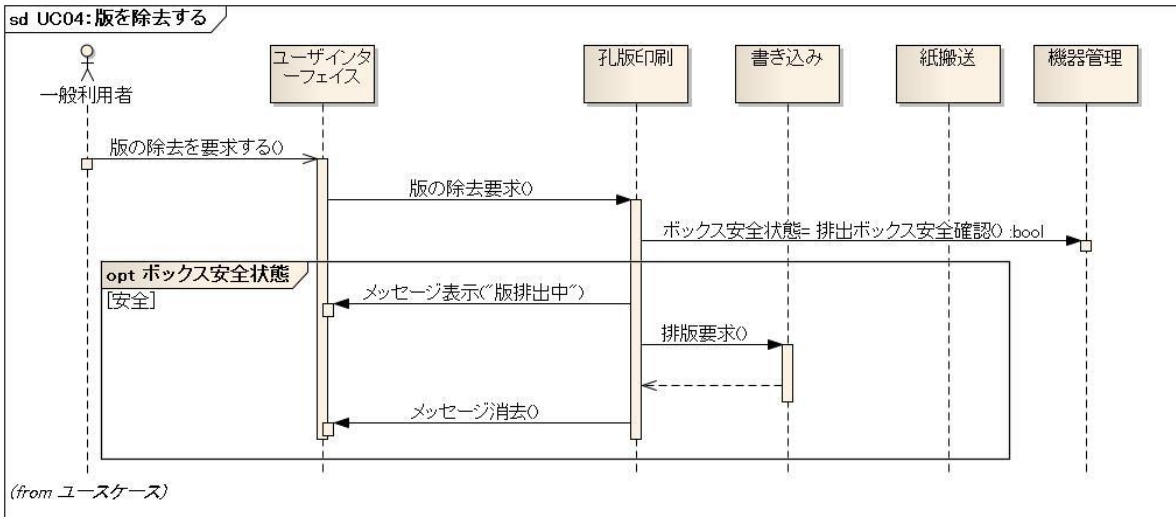 sd UC04:版を除去する
一般利用者
ユーザインタ
ーフェイス
孔版印刷
書き込み
紙搬送
機器管理
版の除去を要求する()
版の除去要求()
ボックス安全状態= 排出ボックス安全確認() :bool
opt ボックス安全状態
[安全]
メッセージ表示("版排出中")
排版要求()
メッセージ消去()
(from ユースケース)